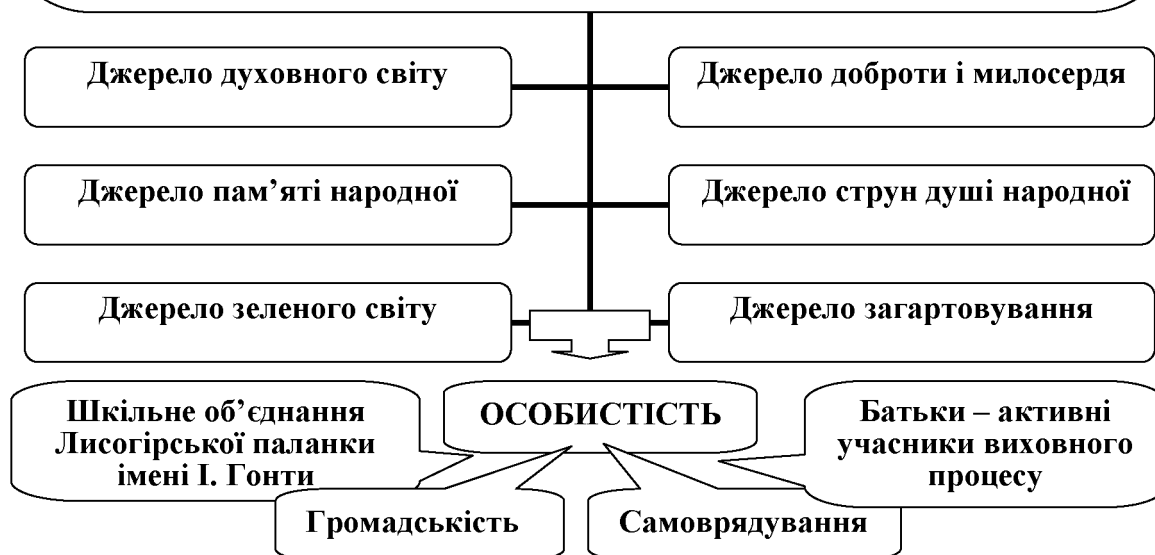 Джерело духовного світу
Джерело доброти і милосердя
Джерело пам’яті народної
Джерело струн душі народної
Джерело зеленого світу
Джерело загартовування
Шкільне об’єднання
Лисогірської паланки
імені І. Гонти
ОСОБИСТІСТЬ
Батьки – активні
учасники виховного
процесу
Громадськість
Самоврядування